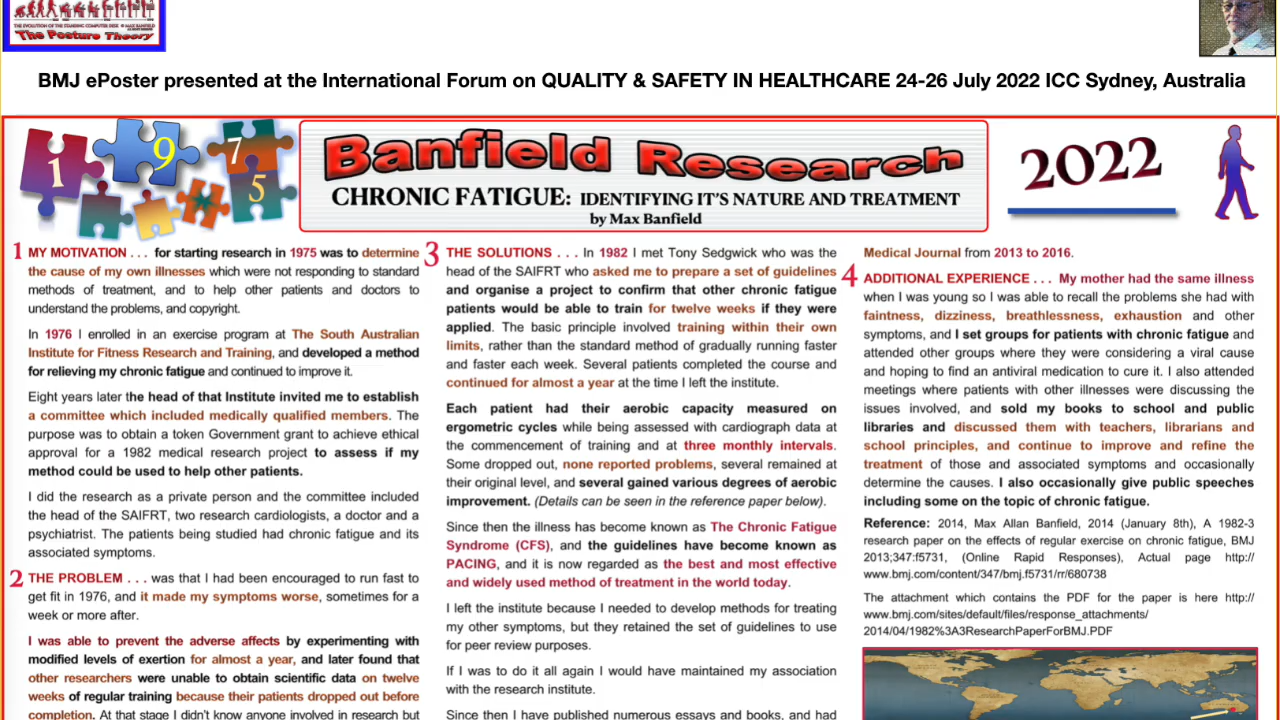 THE EVOLUTION OF THE STANDING COMPUTER DESK
MAX BANFIELD
The Posture Theory
BMJ ePoster presented at the International Forum on QUALITY & SAFETY IN HEALTHCARE 24-26 July 2022 ICC Sydney, Australia
1 9 7 5
Banfield Research
CHRONIC FATIGUE: IDENTIFYING IT'S NATURE AND TREATMENT
by Max Banfield
2022
1 MY MOTIVATION . . . for starting research in 1975 was to determine
the cause of my own illnesses which were not responding to standard
methods of treatment, and to help other patients and doctors to
understand the problems, and copyright.
In 1976 I enrolled in an exercise program at The South Australian
Institute for Fitness Research and Training, and developed a method
for relieving my chronic fatigue and continued to improve it.
Eight years later the head of that Institute invited me to establish
a committee which included medically qualified members. The
purpose was to obtain a token Government grant to achieve ethical
approval for a 1982 medical research project to assess if my
method could be used to help other patients.
I did the research as a private person and the committee included
the head of the SAIFRT, two research cardiologists, a doctor and a
psychiatrist. The patients being studied had chronic fatigue and its
associated symptoms.
2 THE PROBLEM . . . was that I had been encouraged to run fast to
get fit in 1976, and it made my symptoms worse, sometimes for a
week or more after.
I was able to prevent the adverse affects by experimenting with
modified levels of exertion for almost a year, and later found that
other researchers were unable to obtain scientific data on twelve
weeks of regular training because their patients dropped out before
completion. At that stage I didn't know anyone involved in research but
3 THE SOLUTIONS . . . In 1982 I met Tony Sedgwick who was the
head of the SAIFRT who asked me to prepare a set of guidelines
and organise a project to confirm that other chronic fatigue
patients would be able to train for twelve weeks if they were
applied. The basic principle involved training within their own
limits, rather than the standard method of gradually running faster
and faster each week. Several patients completed the course and
continued for almost a year at the time I left the institute.
Each patient had their aerobic capacity measured on
ergometric cycles while being assessed with cardiograph data at
the commencement of training and at three monthly intervals.
Some dropped out, none reported problems, several remained at
their original level, and several gained various degrees of aerobic
improvement. (Details can be seen in the reference paper below).
Since then the illness has become known as The Chronic Fatigue
Syndrome (CFS), and the guidelines have become known as
PACING, and it is now regarded as the best and most effective
and widely used method of treatment in the world today.
I left the institute because I needed to develop methods for treating
my other symptoms, but they retained the set of guidelines to use
for peer review purposes.
If I was to do it all again I would have maintained my association
with the research institute.
Since then I have published numerous essays and books, and had
Medical Journal from 2013 to 2016.
4 ADDITIONAL EXPERIENCE . . . My mother had the same illness
when I was young so I was able to recall the problems she had with
faintness, dizziness, breathlessness, exhaustion and other
symptoms, and I set groups for patients with chronic fatigue and
attended other groups where they were considering a viral cause
and hoping to find an antiviral medication to cure it. I also attended
meetings where patients with other illnesses were discussing the
issues involved, and sold my books to school and public
libraries and discussed them with teachers, librarians and
school principles, and continue to improve and refine the
treatment of those and associated symptoms and occasionally
determine the causes. I also occasionally give public speeches
including some on the topic of chronic fatigue.
Reference: 2014, Max Allan Banfield, 2014 (January 8th), A 1982-3
research paper on the effects of regular exercise on chronic fatigue, BMJ
2013;347:f5731, (Online Rapid Responses), Actual page http://
www.bmj.com/content/347/bmj.f5731/rr/680738
The attachment which contains the PDF for the paper is here http://
www.bmj.com/sites/default/files/response_attachments/
2014/04/1982%3A3ResearchPaperForBMJ.PDF